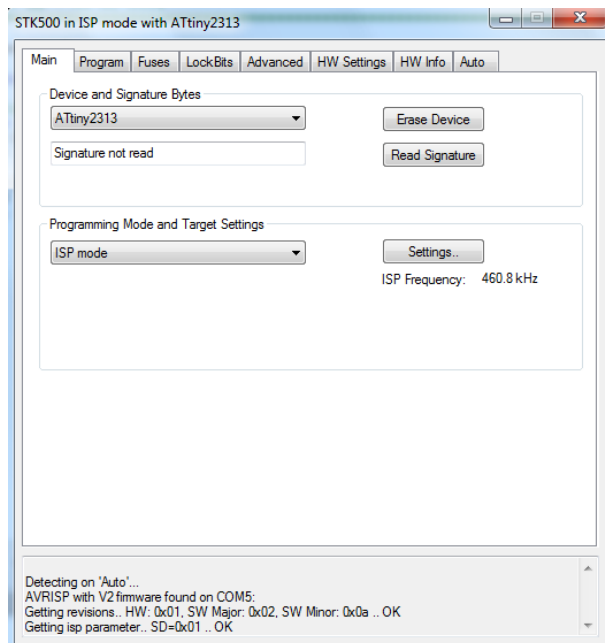 STK500 in ISP mode with ATtiny2313
Main Program Fuses LockBits Advanced HW Settings HW Info Auto
Device and Signature Bytes
ATtiny2313 Erase Device
Signature not read Read Signature
Programming Mode and Target Settings
ISP mode Settings..
ISP Frequency: 460.8 kHz
Detecting on 'Auto'...
AVRISP with V2 firmware found on COM5:
Getting revisions.. HW: 0x01, SW Major: 0x02, SW Minor: 0x0a .. OK
Getting isp parameter.. SD=0x01 .. OK